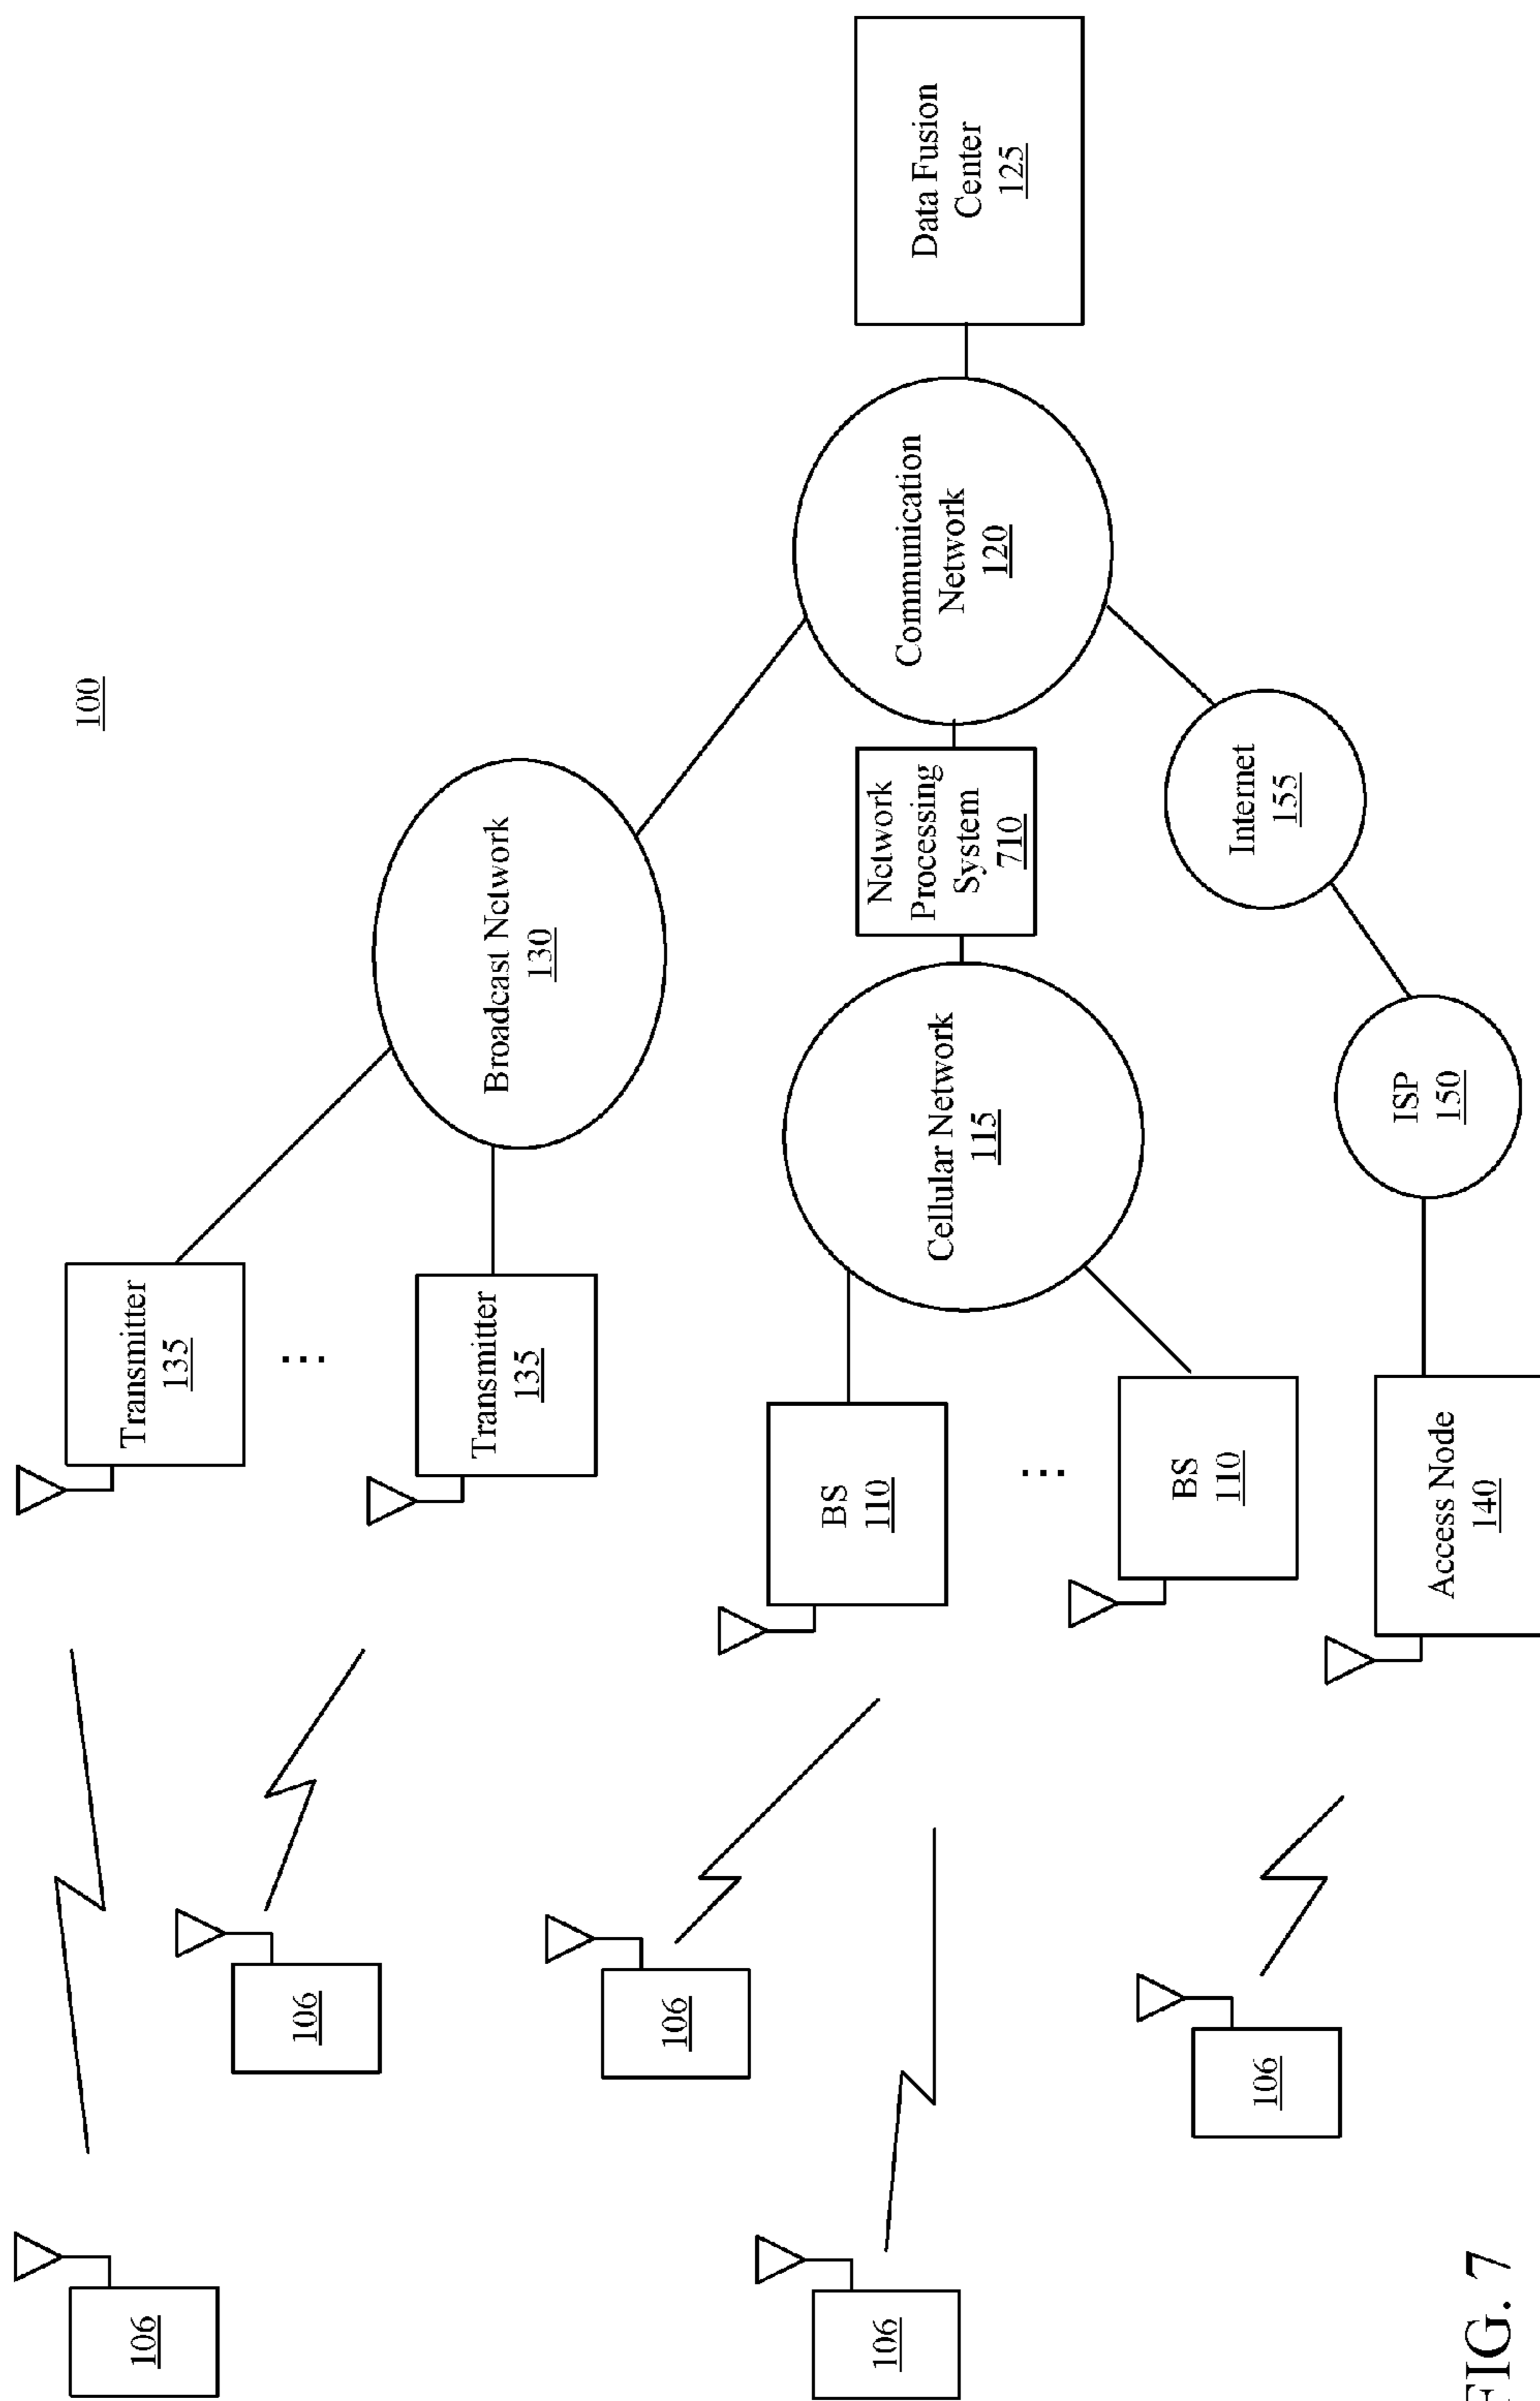 100
106
106
106
106
106
Transmitter
135
...
Transmitter
135
BS
110
...
BS
110
Access Node
140
Broadcast Network
130
Cellular Network
115
ISP
150
Network
Processing
System
710
Internet
155
Communication
Network
120
Data Fusion
Center
125
FIG. 7